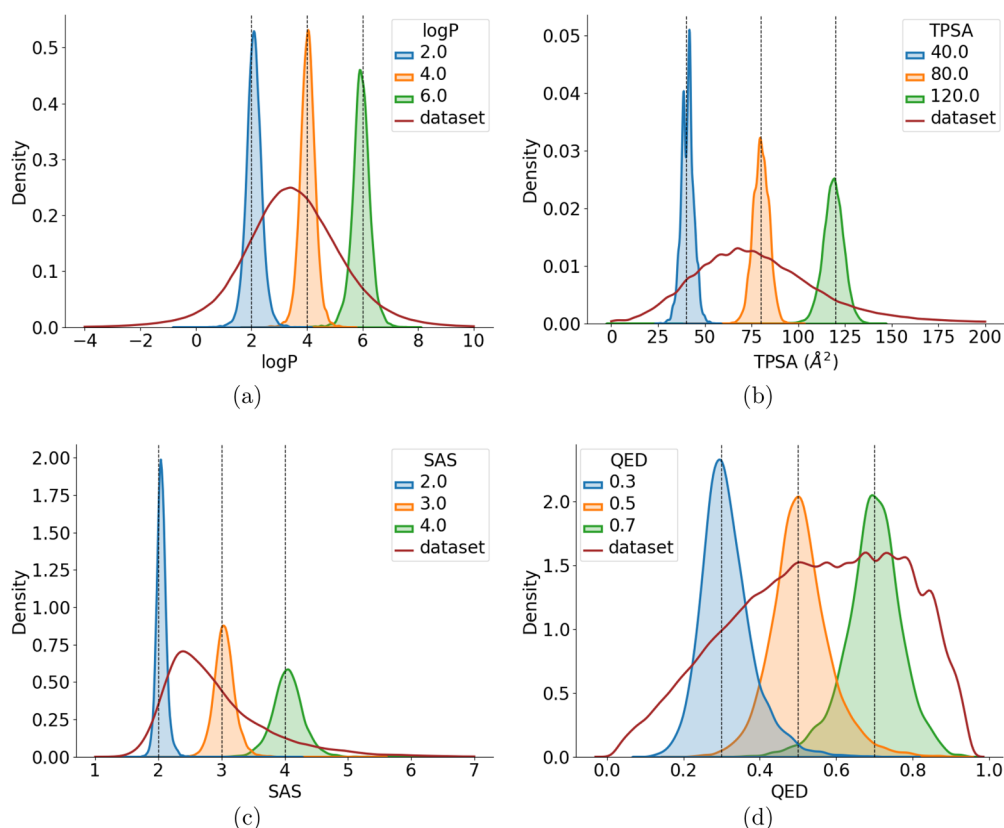 logP
2.0
4.0
6.0
dataset
Density
0.5
0.4
0.3
0.2
0.1
0.0
−4 −2 0 2 4 6 8 10
logP
(a)
TPSA
40.0
80.0
120.0
dataset
Density
0.05
0.04
0.03
0.02
0.01
0.00
0 25 50 75 100 125 150 175 200
TPSA (Å²)
(b)
SAS
2.0
3.0
4.0
dataset
Density
2.00
1.75
1.50
1.25
1.00
0.75
0.50
0.25
0.00
1 2 3 4 5 6 7
SAS
(c)
QED
0.3
0.5
0.7
dataset
Density
2.0
1.5
1.0
0.5
0.0
0.0 0.2 0.4 0.6 0.8 1.0
QED
(d)